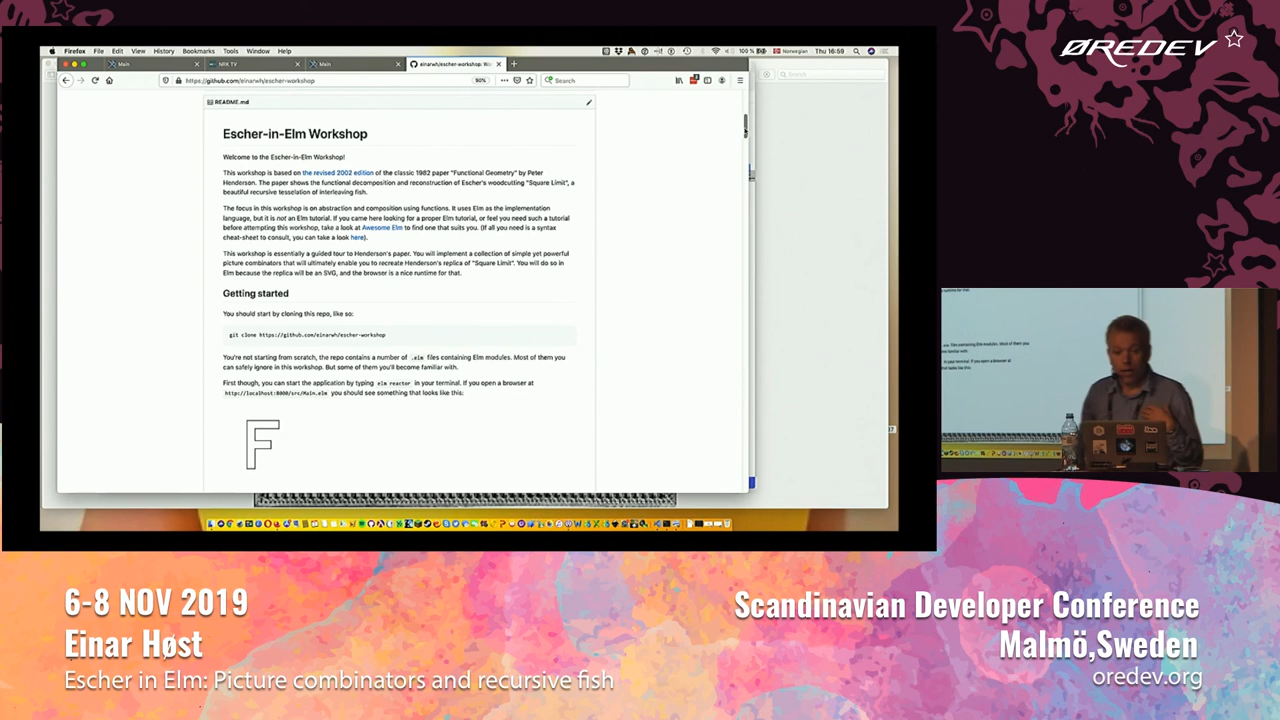 ØREDEV
Firefox File Edit View History Bookmarks Tools Window Help
100 % Norwegian Thu 16:59
Main
NRK TV
Main
einarwh/escher-workshop: Wo
https://github.com/einarwh/escher-workshop
90%
Search
Search
README.md
Escher-in-Elm Workshop
Welcome to the Escher-in-Elm Workshop!
This workshop is based on the revised 2002 edition of the classic 1982 paper "Functional Geometry" by Peter
Henderson. The paper shows the functional decomposition and reconstruction of Escher's woodcutting "Square Limit", a
beautiful recursive tesselation of interleaving fish.
The focus in this workshop is on abstraction and composition using functions. It uses Elm as the implementation
language, but it is not an Elm tutorial. If you came here looking for a proper Elm tutorial, or feel you need such a tutorial
before attempting this workshop, take a look at Awesome Elm to find one that suits you. (If all you need is a syntax
cheat-sheet to consult, you can take a look here).
This workshop is essentially a guided tour to Henderson's paper. You will implement a collection of simple yet powerful
picture combinators that will ultimately enable you to recreate Henderson's replica of "Square Limit". You will do so in
Elm because the replica will be an SVG, and the browser is a nice runtime for that.
Getting started
You should start by cloning this repo, like so:
git clone https://github.com/einarwh/escher-workshop
You're not starting from scratch, the repo contains a number of .elm files containing Elm modules. Most of them you
can safely ignore in this workshop. But some of them you'll become familiar with.
First though, you can start the application by typing elm reactor in your terminal. If you open a browser at
http://localhost:8000/src/Main.elm you should see something that looks like this:
F
6-8 NOV 2019
Einar Høst
Escher in Elm: Picture combinators and recursive fish
Scandinavian Developer Conference
Malmö,Sweden
oredev.org